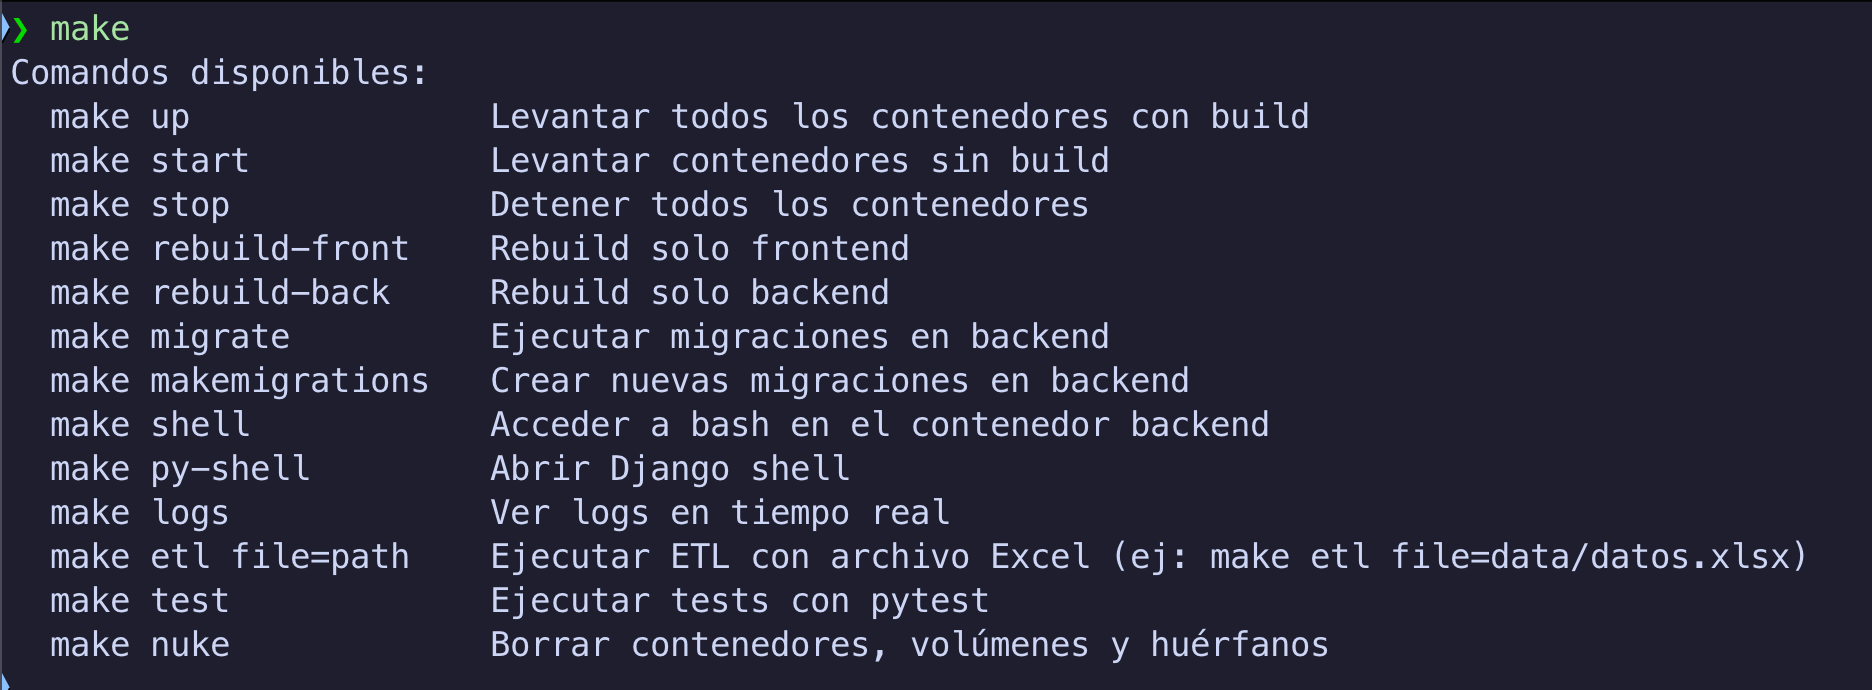 ❯ make
Comandos disponibles:
  make up               Levantar todos los contenedores con build
  make start            Levantar contenedores sin build
  make stop             Detener todos los contenedores
  make rebuild-front    Rebuild solo frontend
  make rebuild-back     Rebuild solo backend
  make migrate          Ejecutar migraciones en backend
  make makemigrations   Crear nuevas migraciones en backend
  make shell            Acceder a bash en el contenedor backend
  make py-shell         Abrir Django shell
  make logs             Ver logs en tiempo real
  make etl file=path    Ejecutar ETL con archivo Excel (ej: make etl file=data/datos.xlsx)
  make test             Ejecutar tests con pytest
  make nuke             Borrar contenedores, volúmenes y huérfanos